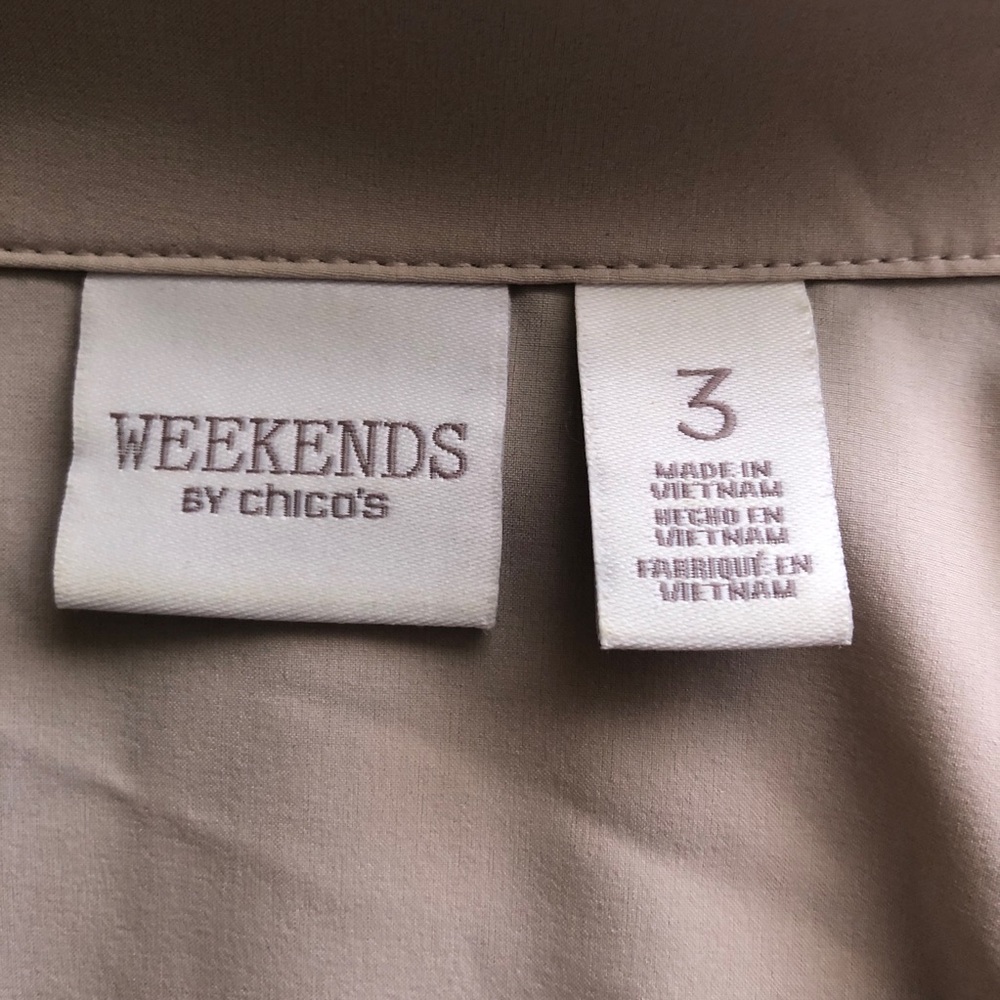 WEEKENDS
BY CHICO'S
3
MADE IN
VIETNAM
HECHO EN
VIETNAM
FABRIQUÉ EN
VIETNAM